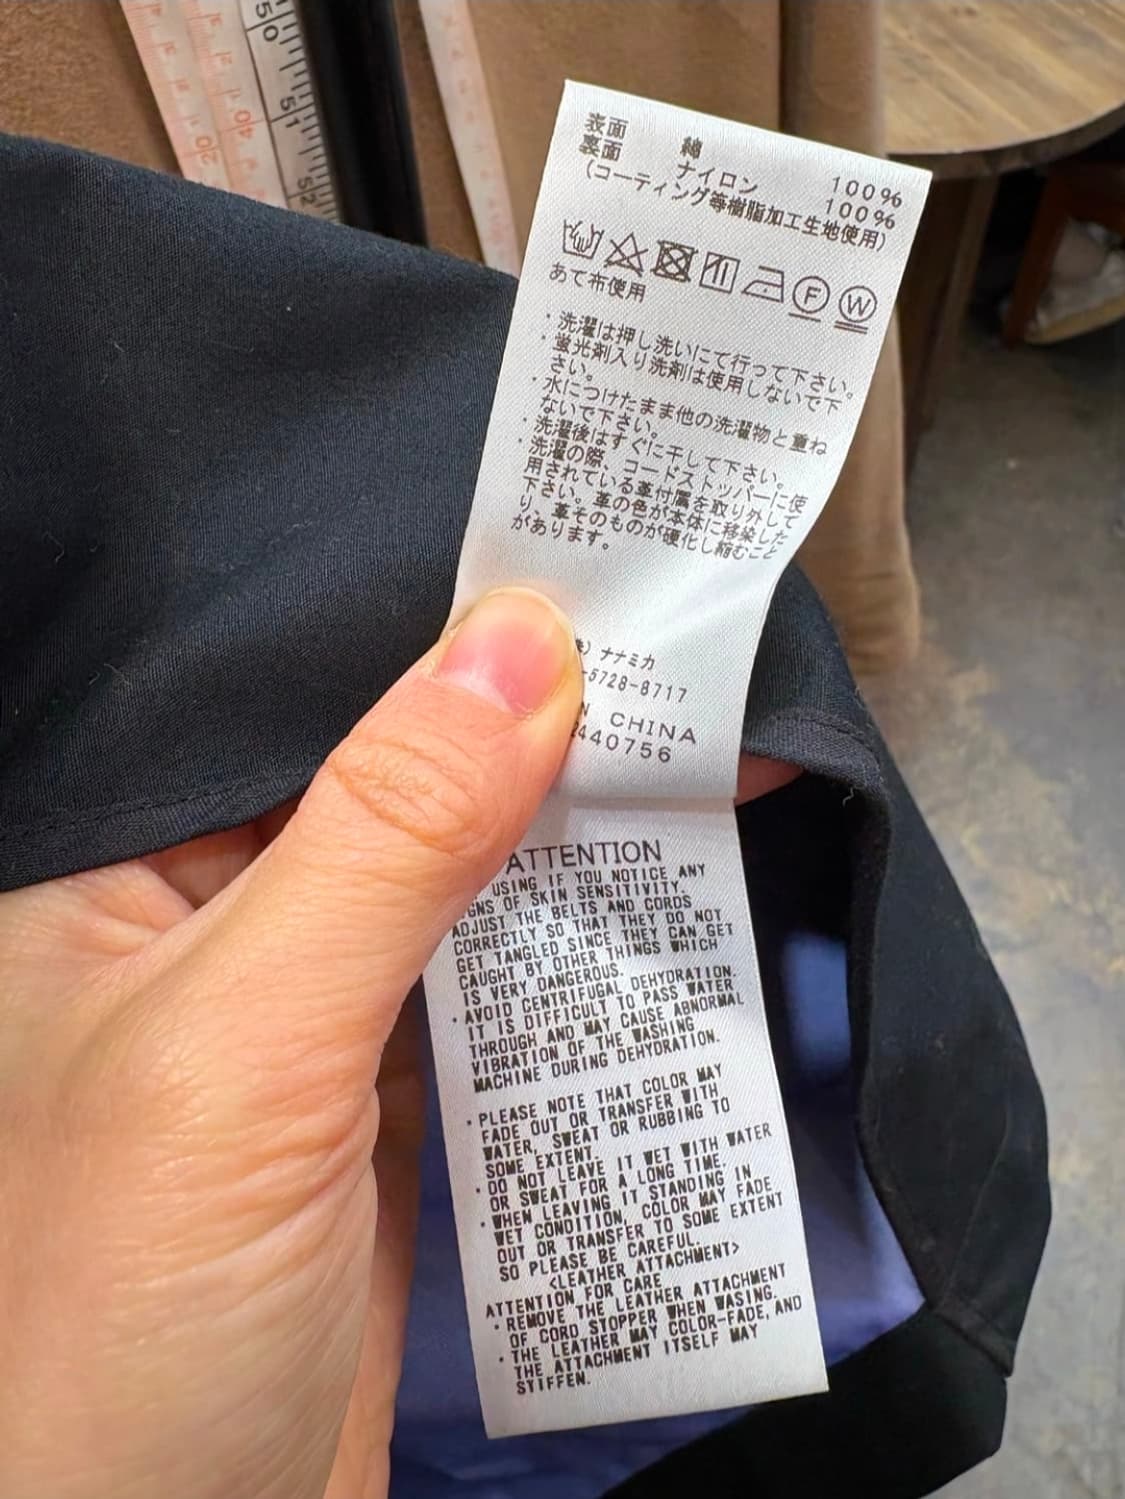 50
51
52
40
20
表面 綿 100%
裏面 ナイロン 100%
(コーティング等樹脂加工生地使用)
F W
あて布使用
・洗濯は押し洗いにて行って下さい。
・蛍光剤入り洗剤は使用しないで下
さい。
・水につけたまま他の洗濯物と重ね
ないで下さい。
・洗濯後はすぐに干して下さい。
・洗濯の際、コードストッパーに使
用されている革付属を取り外して
下さい。革の色が本体に移染した
り、革そのものが硬化し縮むこと
があります。
ナナミカ
-5728-8717
CHINA
440756
ATTENTION
USING IF YOU NOTICE ANY
GNS OF SKIN SENSITIVITY.
ADJUST THE BELTS AND CORDS
CORRECTLY SO THAT THEY DO NOT
GET TANGLED SINCE THEY CAN GET
CAUGHT BY OTHER THINGS WHICH
IS VERY DANGEROUS.
・AVOID CENTRIFUGAL DEHYDRATION.
IT IS DIFFICULT TO PASS WATER
THROUGH AND MAY CAUSE ABNORMAL
VIBRATION OF THE WASHING
MACHINE DURING DEHYDRATION.
・PLEASE NOTE THAT COLOR MAY
FADE OUT OR TRANSFER WITH
WATER, SWEAT OR RUBBING TO
SOME EXTENT.
・DO NOT LEAVE IT WET WITH WATER
OR SWEAT FOR A LONG TIME.
・WHEN LEAVING IT STANDING IN
WET CONDITION, COLOR MAY FADE
OUT OR TRANSFER TO SOME EXTENT
SO PLEASE BE CAREFUL.
<LEATHER ATTACHMENT>
ATTENTION FOR CARE
・REMOVE THE LEATHER ATTACHMENT
OF CORD STOPPER WHEN WASING.
・THE LEATHER MAY COLOR-FADE, AND
THE ATTACHMENT ITSELF MAY
STIFFEN.